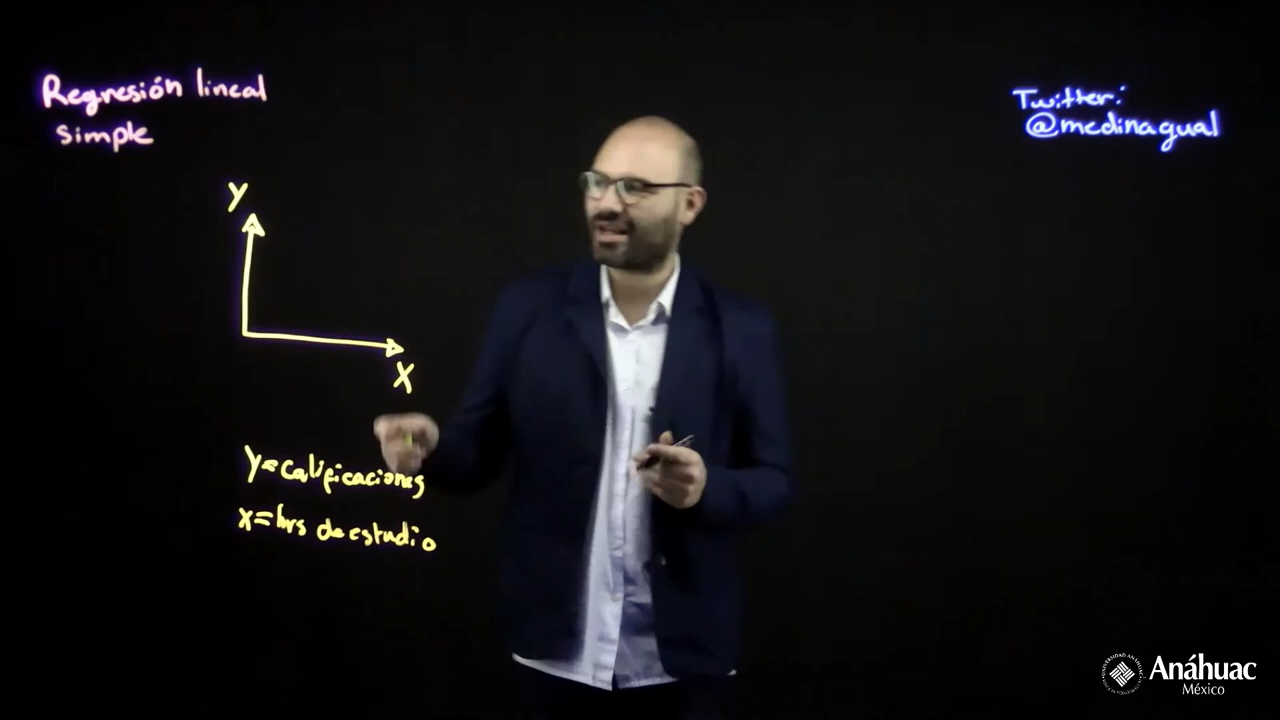 Regresión lineal
simple
Twitter:
@medinagual
Y
X
y=calificaciones
x=hrs de estudio
Anáhuac
México